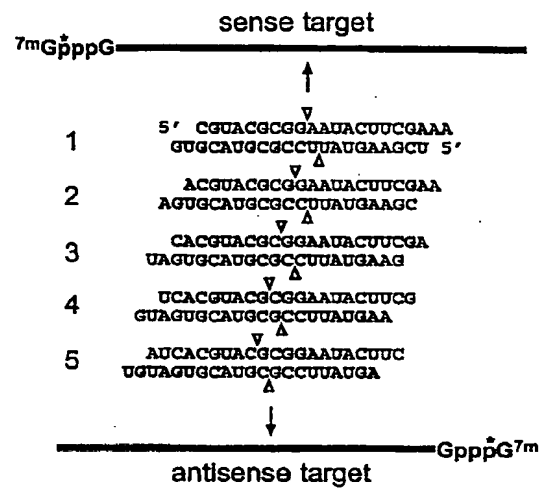 sense target
7mGpppG
5' CGUACGCGGAAUACUUCGAAA
1
GUGCAUGCGCCUUAUGAAGCU 5'
ACGUACGCGGAAUACUUCGAA
2
AGUGCAUGCGCCUUAUGAAGC
CACGUACGCGGAAUACUUCGA
3
UAGUGCAUGCGCCUUAUGAAG
UCACGUACGCGGAAUACUUCG
4
GUAGUGCAUGCGCCUUAUGAA
AUCACGUACGCGGAAUACUUC
5
UGUAGUGCAUGCGCCUUAUGA
GpppG7m
antisense target